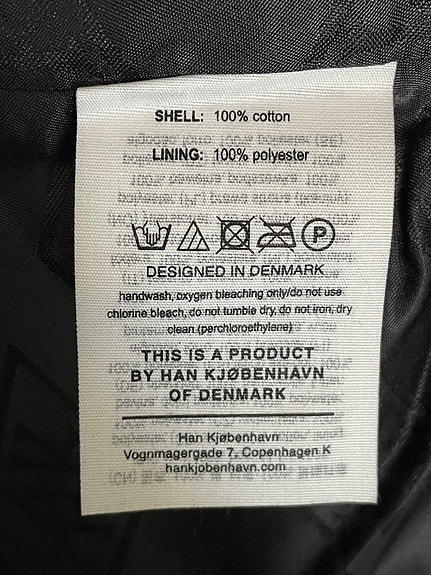 SHELL: 100% cotton
LINING: 100% polyester
P
DESIGNED IN DENMARK
handwash, oxygen bleaching only/do not use
chlorine bleach, do not tumble dry, do not iron, dry
clean (perchloroethylene)
THIS IS A PRODUCT
BY HAN KJØBENHAVN
OF DENMARK
Han Kjøbenhavn
Vognmagergade 7, Copenhagen K
hankjobenhavn.com